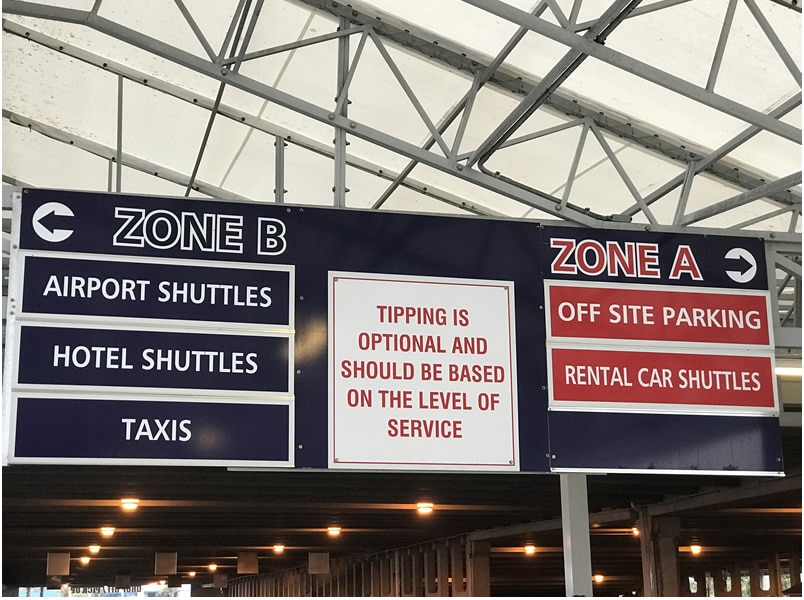 ZONE B
AIRPORT SHUTTLES
HOTEL SHUTTLES
TAXIS
TIPPING IS
OPTIONAL AND
SHOULD BE BASED
ON THE LEVEL OF
SERVICE
ZONE A
OFF SITE PARKING
RENTAL CAR SHUTTLES